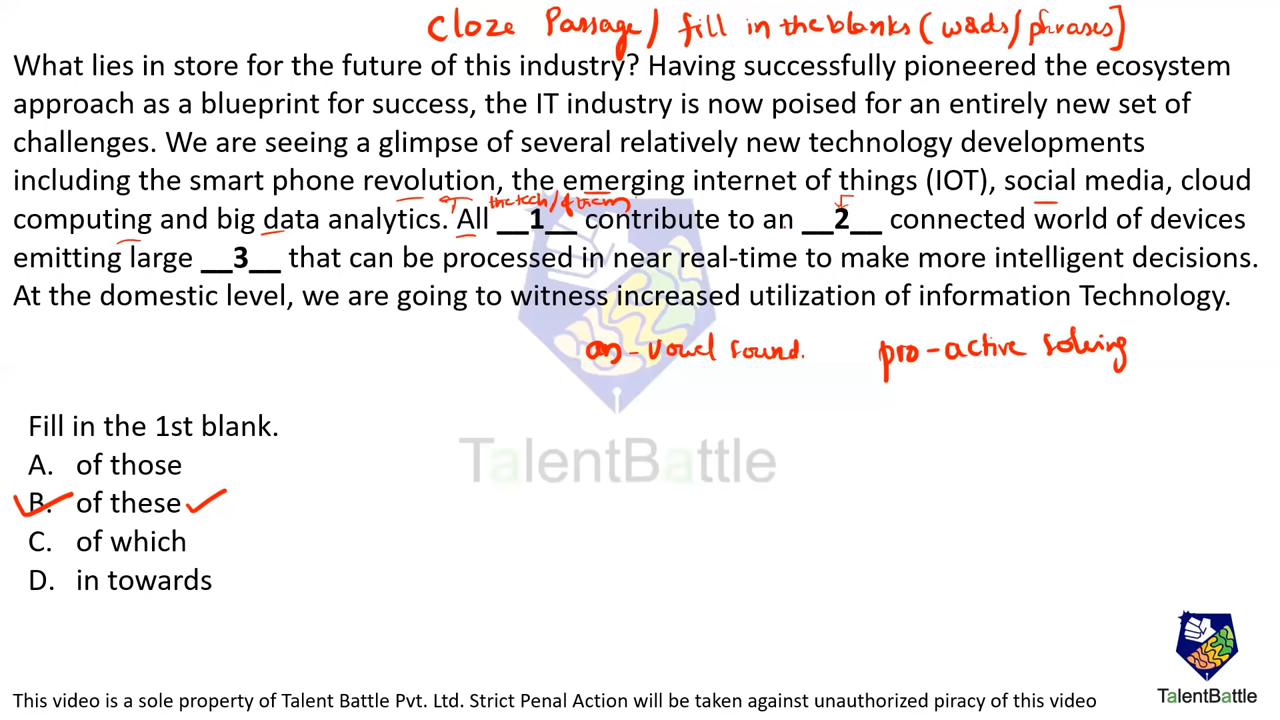 Cloze Passage / fill in the blanks (words/phrases]
What lies in store for the future of this industry? Having successfully pioneered the ecosystem
approach as a blueprint for success, the IT industry is now poised for an entirely new set of
challenges. We are seeing a glimpse of several relatively new technology developments
including the smart phone revolution, the emerging internet of things (IOT), social media, cloud
the tech / of them
computing and big data analytics. All __1__ contribute to an __2__ connected world of devices
emitting large __3__ that can be processed in near real-time to make more intelligent decisions.
At the domestic level, we are going to witness increased utilization of information Technology.
an - vowel sound. pro-active solving
Fill in the 1st blank.
A. of those
B. of these
C. of which
D. in towards
TalentBattle
TalentBattle
This video is a sole property of Talent Battle Pvt. Ltd. Strict Penal Action will be taken against unauthorized piracy of this video